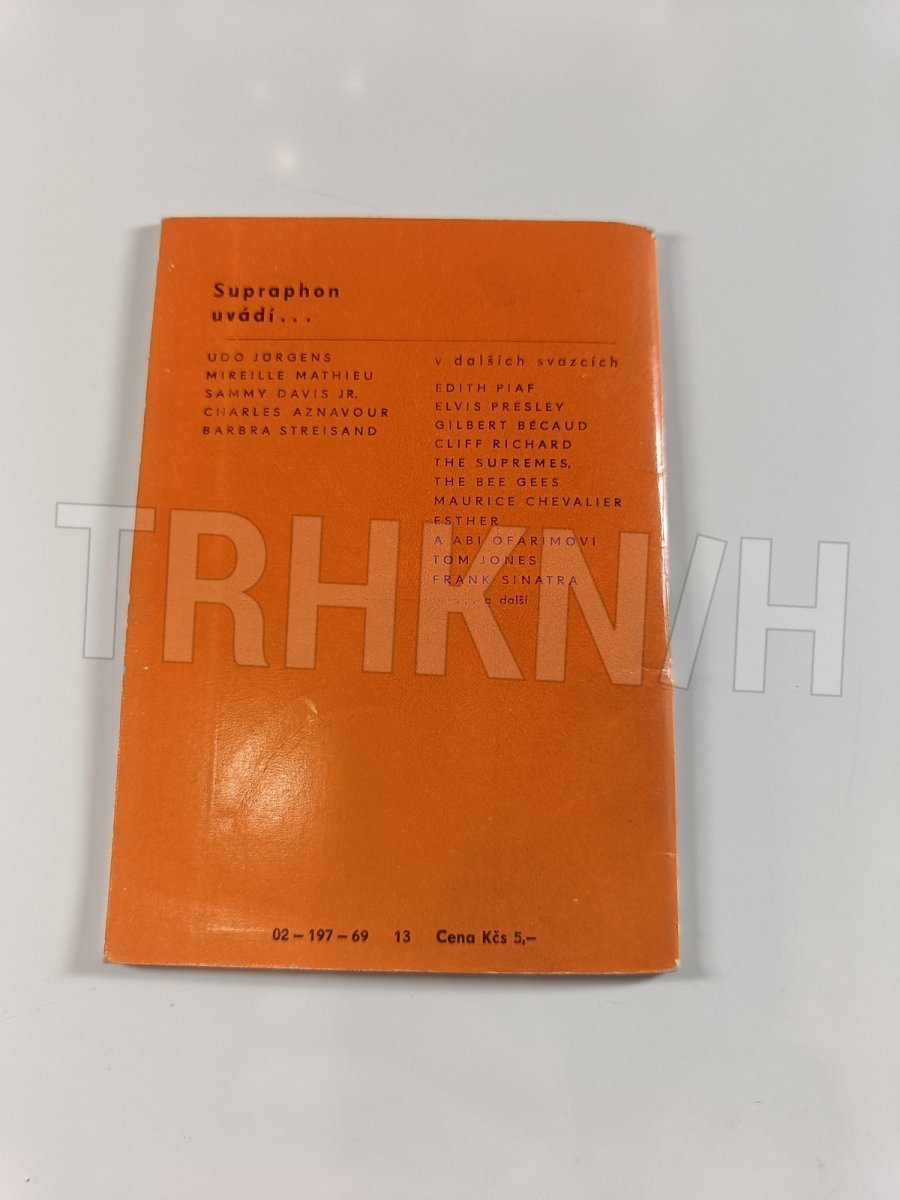 Supraphon
uvádí...
UDO JÜRGENS
MIREILLE MATHIEU
SAMMY DAVIS JR.
CHARLES AZNAVOUR
BARBRA STREISAND
v dalších svazcích
EDITH PIAF
ELVIS PRESLEY
GILBERT BÉCAUD
CLIFF RICHARD
THE SUPREMES,
THE BEE GEES
MAURICE CHEVALIER
ESTHER
A ABI OFARIMOVI
TOM JONES
FRANK SINATRA
a další
02-197-69 13 Cena Kčs 5,-
TRHKNIH